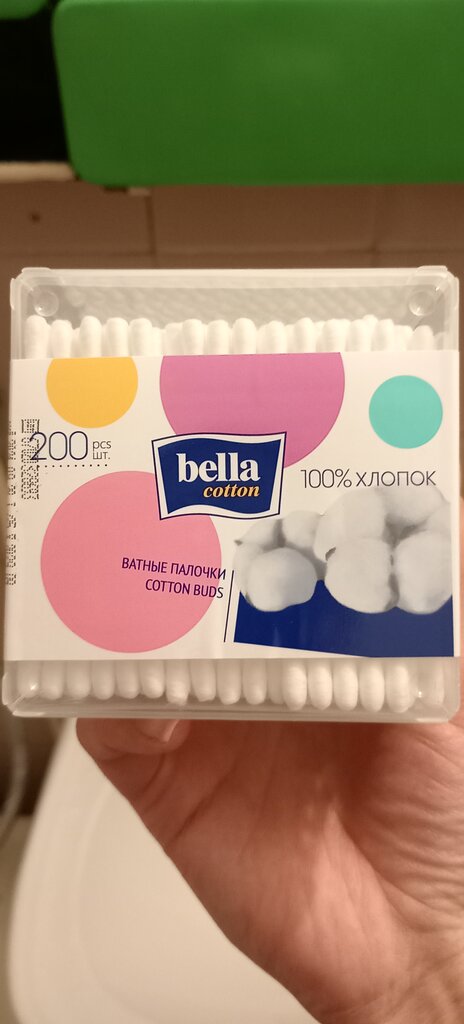 200 pcs
шт.
bella
cotton
100% ХЛОПОК
ВАТНЫЕ ПАЛОЧКИ
COTTON BUDS